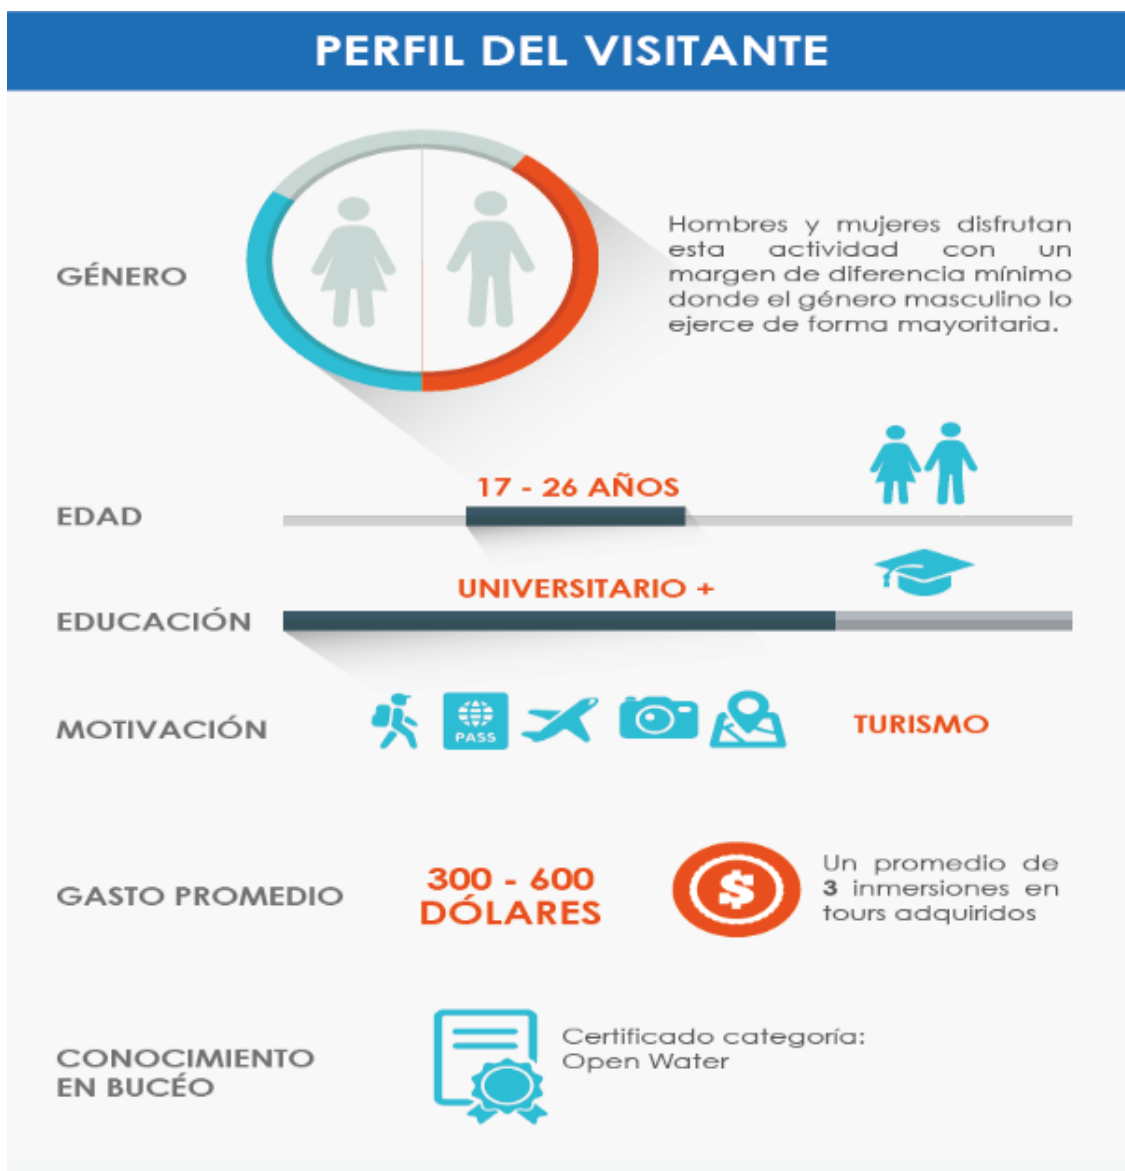 PERFIL DEL VISITANTE
GÉNERO
Hombres y mujeres disfrutan
esta actividad con un
margen de diferencia mínimo
donde el género masculino lo
ejerce de forma mayoritaria.
17 - 26 AÑOS
EDAD
UNIVERSITARIO +
EDUCACIÓN
MOTIVACIÓN
PASS
TURISMO
GASTO PROMEDIO
300 - 600
DÓLARES
$
Un promedio de
3 inmersiones en
tours adquiridos
CONOCIMIENTO
EN BUCÉO
Certificado categoría:
Open Water